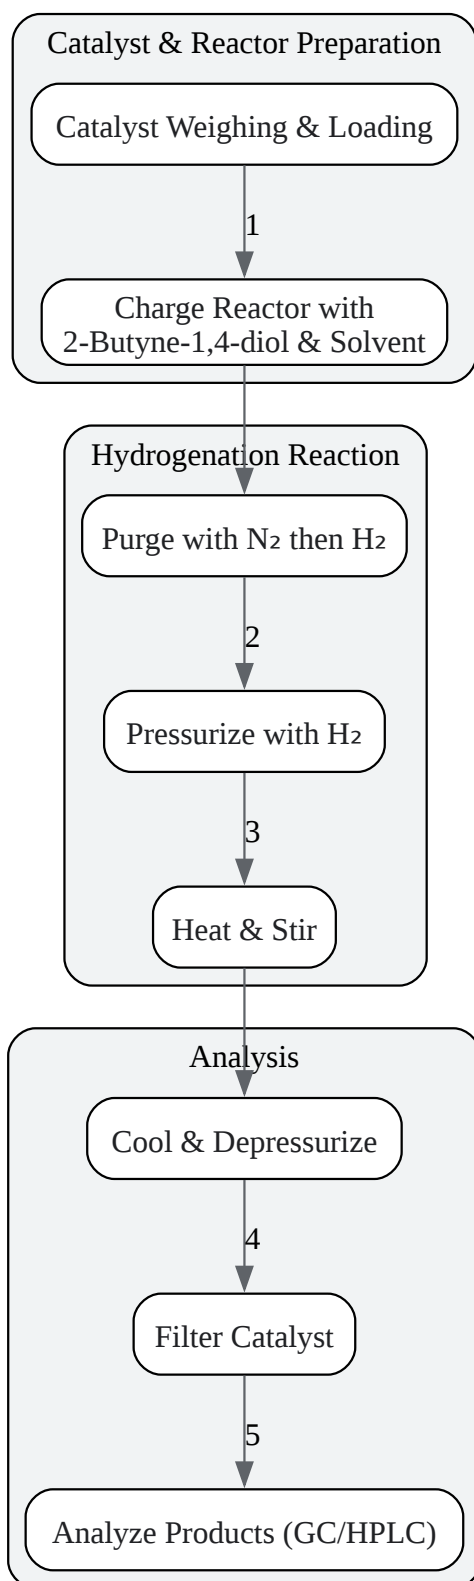 Catalyst & Reactor Preparation
Catalyst Weighing & Loading
1
Charge Reactor with
2-Butyne-1,4-diol & Solvent
Hydrogenation Reaction
Purge with N₂ then H₂
2
Pressurize with H₂
3
Heat & Stir
Analysis
Cool & Depressurize
4
Filter Catalyst
5
Analyze Products (GC/HPLC)